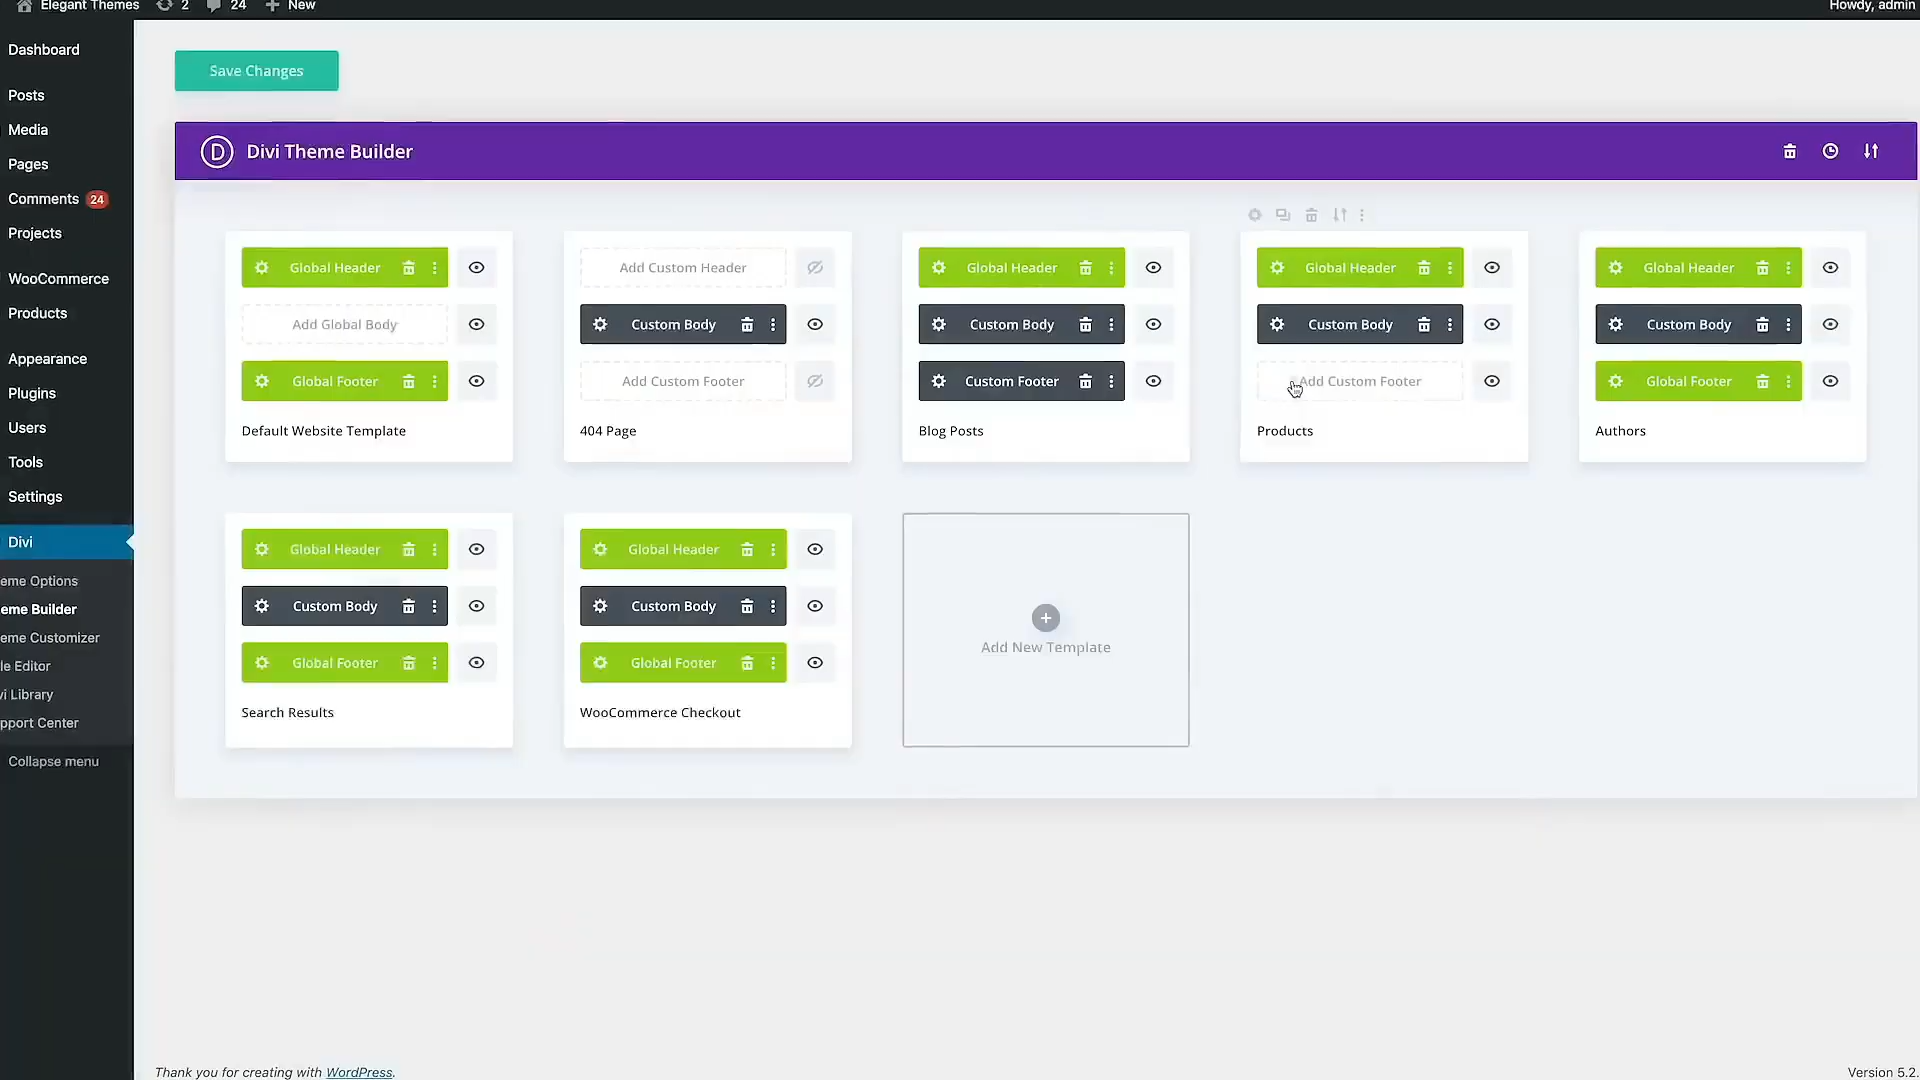 Elegant Themes 2 24 New Howdy, admin
Dashboard
Posts
Media
Pages
Comments 24
Projects
WooCommerce
Products
Appearance
Plugins
Users
Tools
Settings
Divi
eme Options
eme Builder
eme Customizer
le Editor
vi Library
pport Center
Collapse menu
Save Changes
D Divi Theme Builder
Global Header
Add Global Body
Global Footer
Default Website Template
Add Custom Header
Custom Body
Add Custom Footer
404 Page
Global Header
Custom Body
Custom Footer
Blog Posts
Global Header
Custom Body
Add Custom Footer
Products
Global Header
Custom Body
Global Footer
Authors
Global Header
Custom Body
Global Footer
Search Results
Global Header
Custom Body
Global Footer
WooCommerce Checkout
Add New Template
Thank you for creating with WordPress.
Version 5.2.